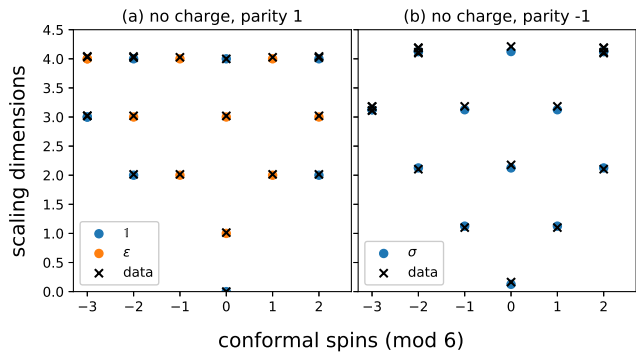 (a) no charge, parity 1
(b) no charge, parity -1
scaling dimensions
4.5
4.0
3.5
3.0
2.5
2.0
1.5
1.0
0.5
0.0
𝟙
ε
data
σ
data
−3 −2 −1 0 1 2
−3 −2 −1 0 1 2
conformal spins (mod 6)